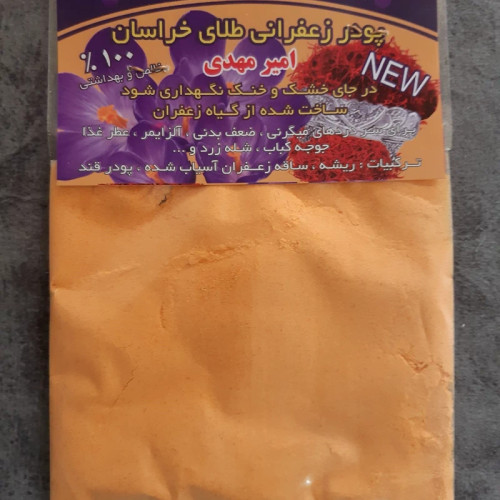 پودر زعفرانی طلای خراسان
امیر مهدی
۱۰۰ %
خالص و بهداشتی
NEW
در جای خشک و خنک نگهداری شود
ساخت شده از گیاه زعفران
دردهای میگرنی ، ضعف بدنی ، آلزایمر ، عطر غذا
جوجه کباب ، شله زرد و ...
ترکیبات : ریشه ، ساقه زعفران آسیاب شده ، پودر قند